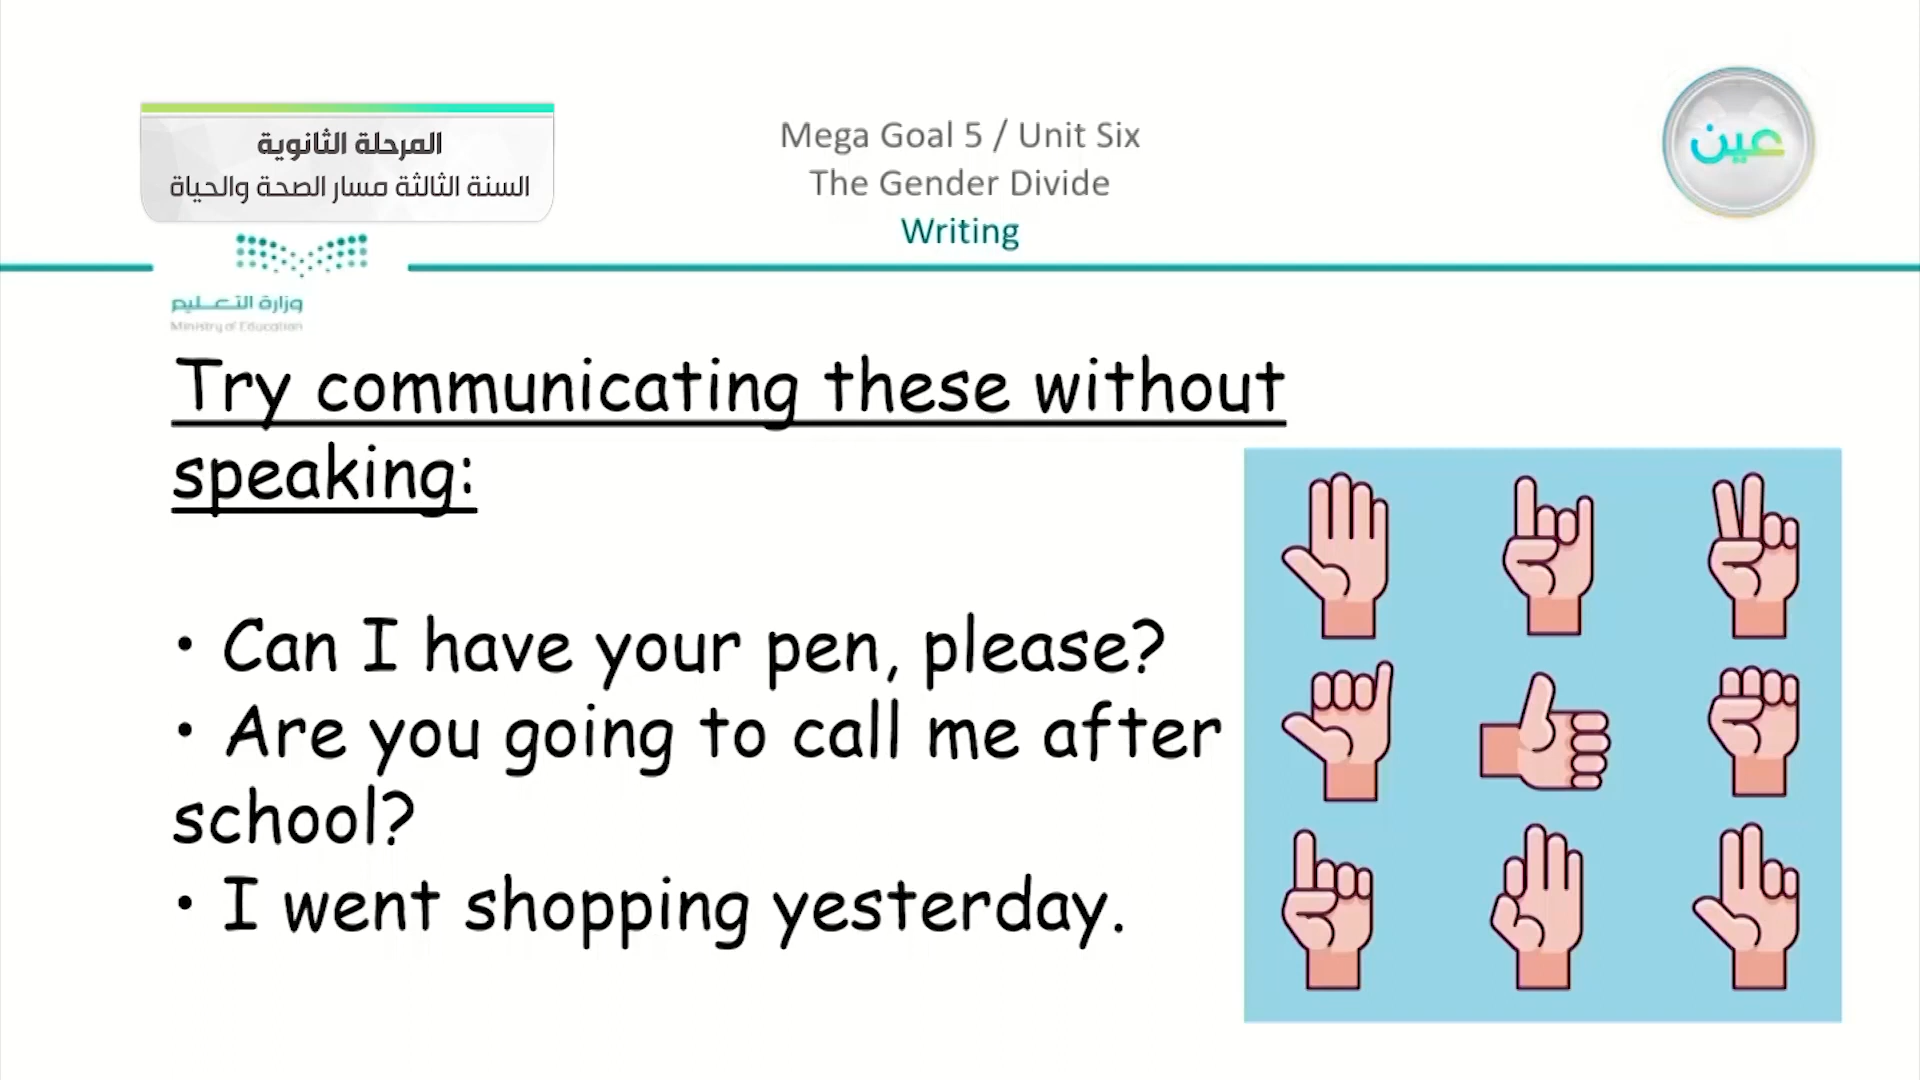 المرحلة الثانوية
السنة الثالثة مسار الصحة والحياة
Mega Goal 5 / Unit Six
The Gender Divide
Writing
عين
وزارة التعليم
Ministry of Education
Try communicating these without
speaking:
• Can I have your pen, please?
• Are you going to call me after
school?
• I went shopping yesterday.